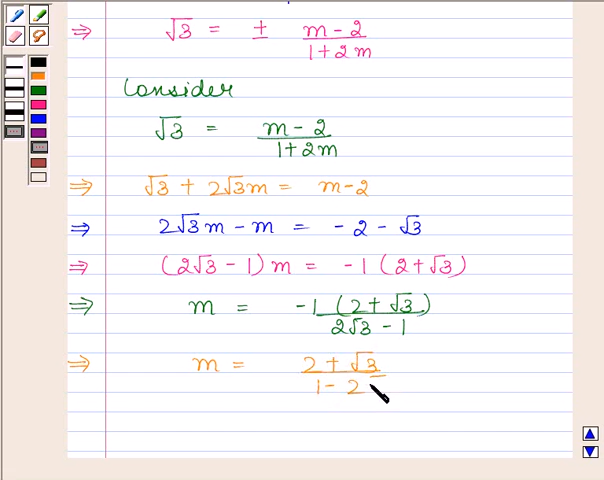 ⇒ √3 = ± (m - 2)/(1 + 2m)
Consider
√3 = (m - 2)/(1 + 2m)
⇒ √3 + 2√3m = m - 2
⇒ 2√3m - m = - 2 - √3
⇒ (2√3 - 1) m = -1 (2 + √3)
⇒ m = -1 (2 + √3)/(2√3 - 1)
⇒ m = (2 + √3)/(1 - 2